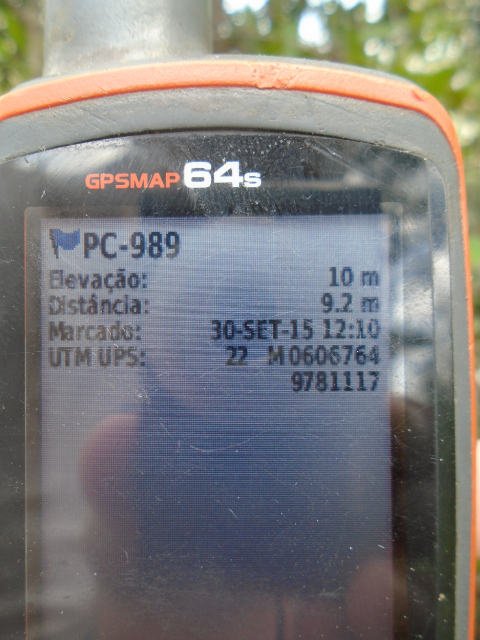 GPSMAP 64s
PC-989
Elevação: 10 m
Distância: 9.2 m
Marcado: 30-SET-15 12:10
UTM UPS: 22 M 0606764
9781117